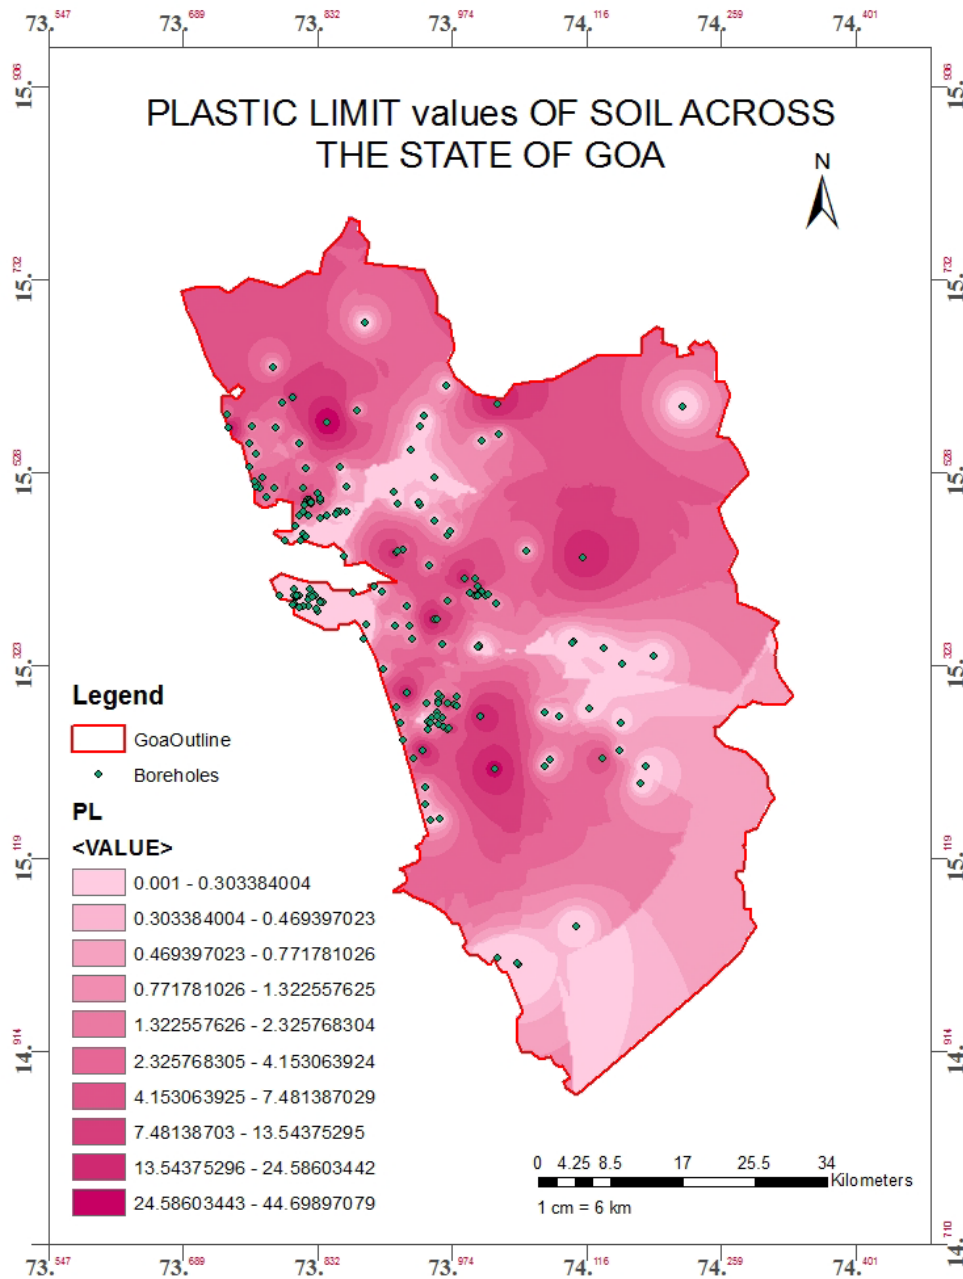 73.547 73.689 73.832 73.974 74.116 74.259 74.401
15.936 15.936
PLASTIC LIMIT values OF SOIL ACROSS
THE STATE OF GOA
N
15.732 15.732
15.528 15.528
15.323 15.323
Legend
GoaOutline
Boreholes
PL
<VALUE>
15.119 15.119
0.001 - 0.303384004
0.303384004 - 0.469397023
0.469397023 - 0.771781026
0.771781026 - 1.322557625
1.322557626 - 2.325768304
14.914 14.914
2.325768305 - 4.153063924
4.153063925 - 7.481387029
7.48138703 - 13.54375295
13.54375296 - 24.58603442
24.58603443 - 44.69897079
0 4.25 8.5 17 25.5 34
Kilometers
1 cm = 6 km
14.710
73.547 73.689 73.832 73.974 74.116 74.259 74.401